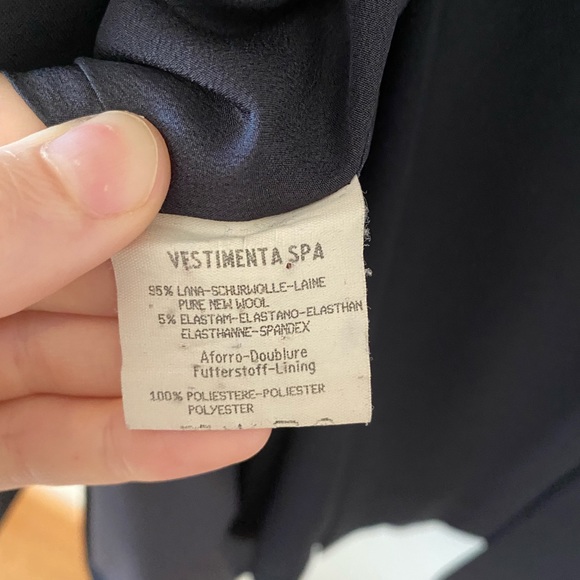 VESTIMENTA SPA
95% LANA-SCHURWOLLE-LAINE
PURE NEW WOOL
5% ELASTAM-ELASTANO-ELASTHAN
ELASTHANNE-SPANDEX
Aforro-Doublure
Futterstoff-Lining
100% POLIESTERE-POLIESTER
POLYESTER